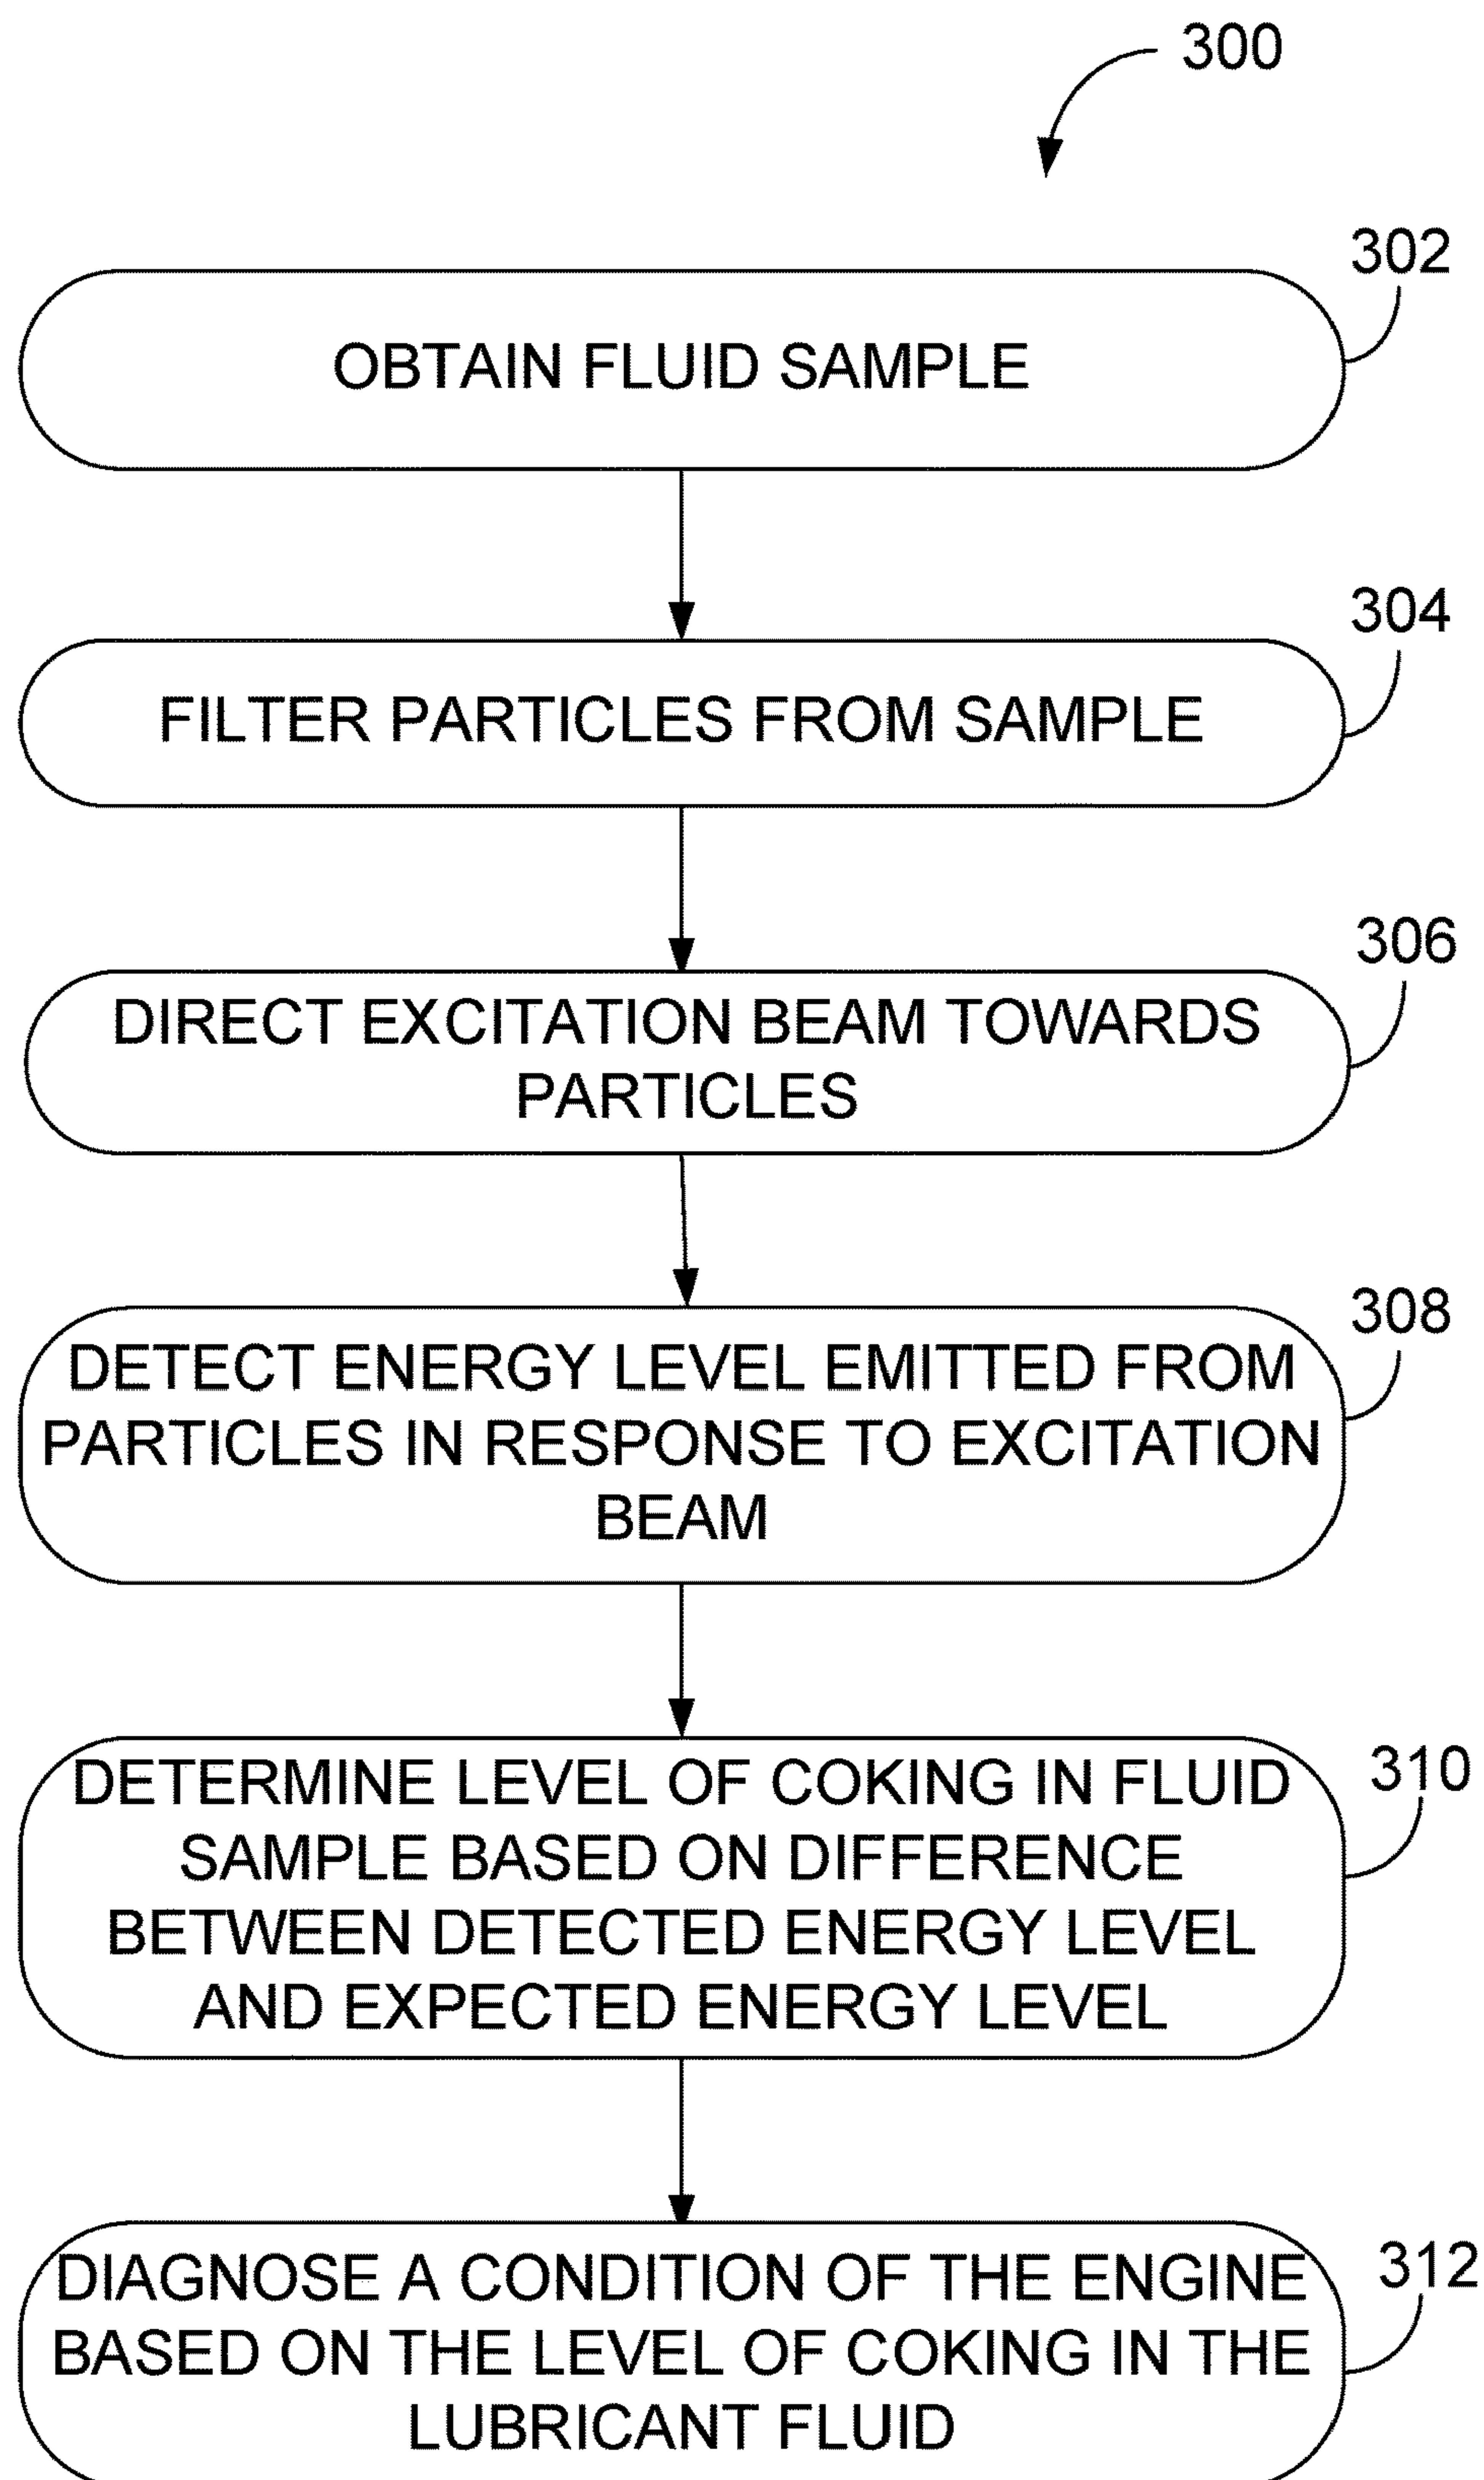 300
302
OBTAIN FLUID SAMPLE
304
FILTER PARTICLES FROM SAMPLE
306
DIRECT EXCITATION BEAM TOWARDS
PARTICLES
308
DETECT ENERGY LEVEL EMITTED FROM
PARTICLES IN RESPONSE TO EXCITATION
BEAM
310
DETERMINE LEVEL OF COKING IN FLUID
SAMPLE BASED ON DIFFERENCE
BETWEEN DETECTED ENERGY LEVEL
AND EXPECTED ENERGY LEVEL
312
DIAGNOSE A CONDITION OF THE ENGINE
BASED ON THE LEVEL OF COKING IN THE
LUBRICANT FLUID